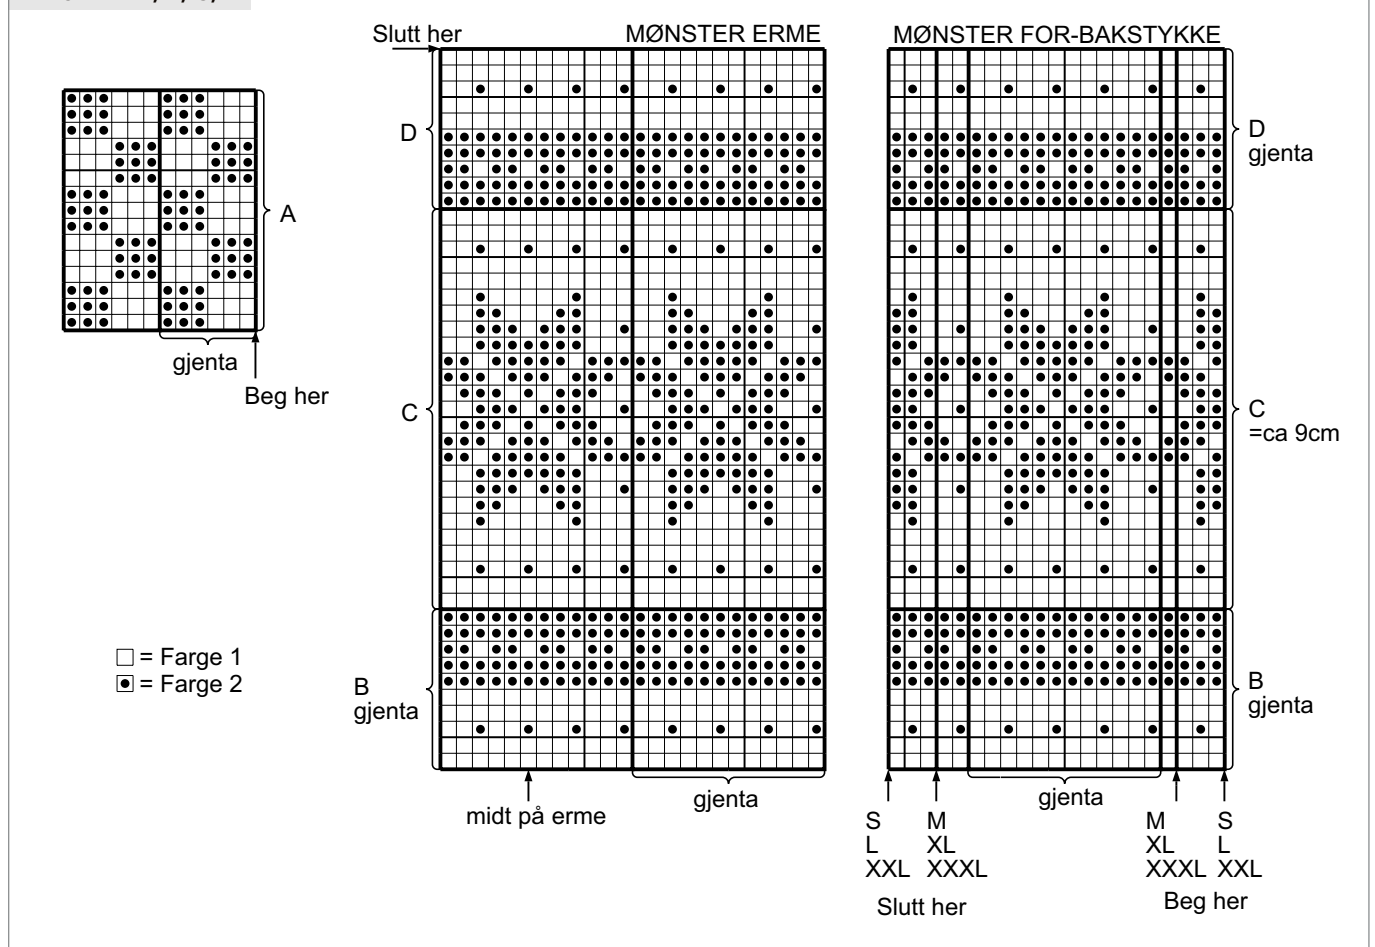 Slutt her
MØNSTER ERME
MØNSTER FOR-BAKSTYKKE
A
gjenta
Beg her
D
C
B
gjenta
D
gjenta
C
=ca 9cm
B
gjenta
= Farge 1
= Farge 2
midt på erme
gjenta
gjenta
S M M S
L XL XL L
XXL XXXL XXXL XXL
Slutt her
Beg her